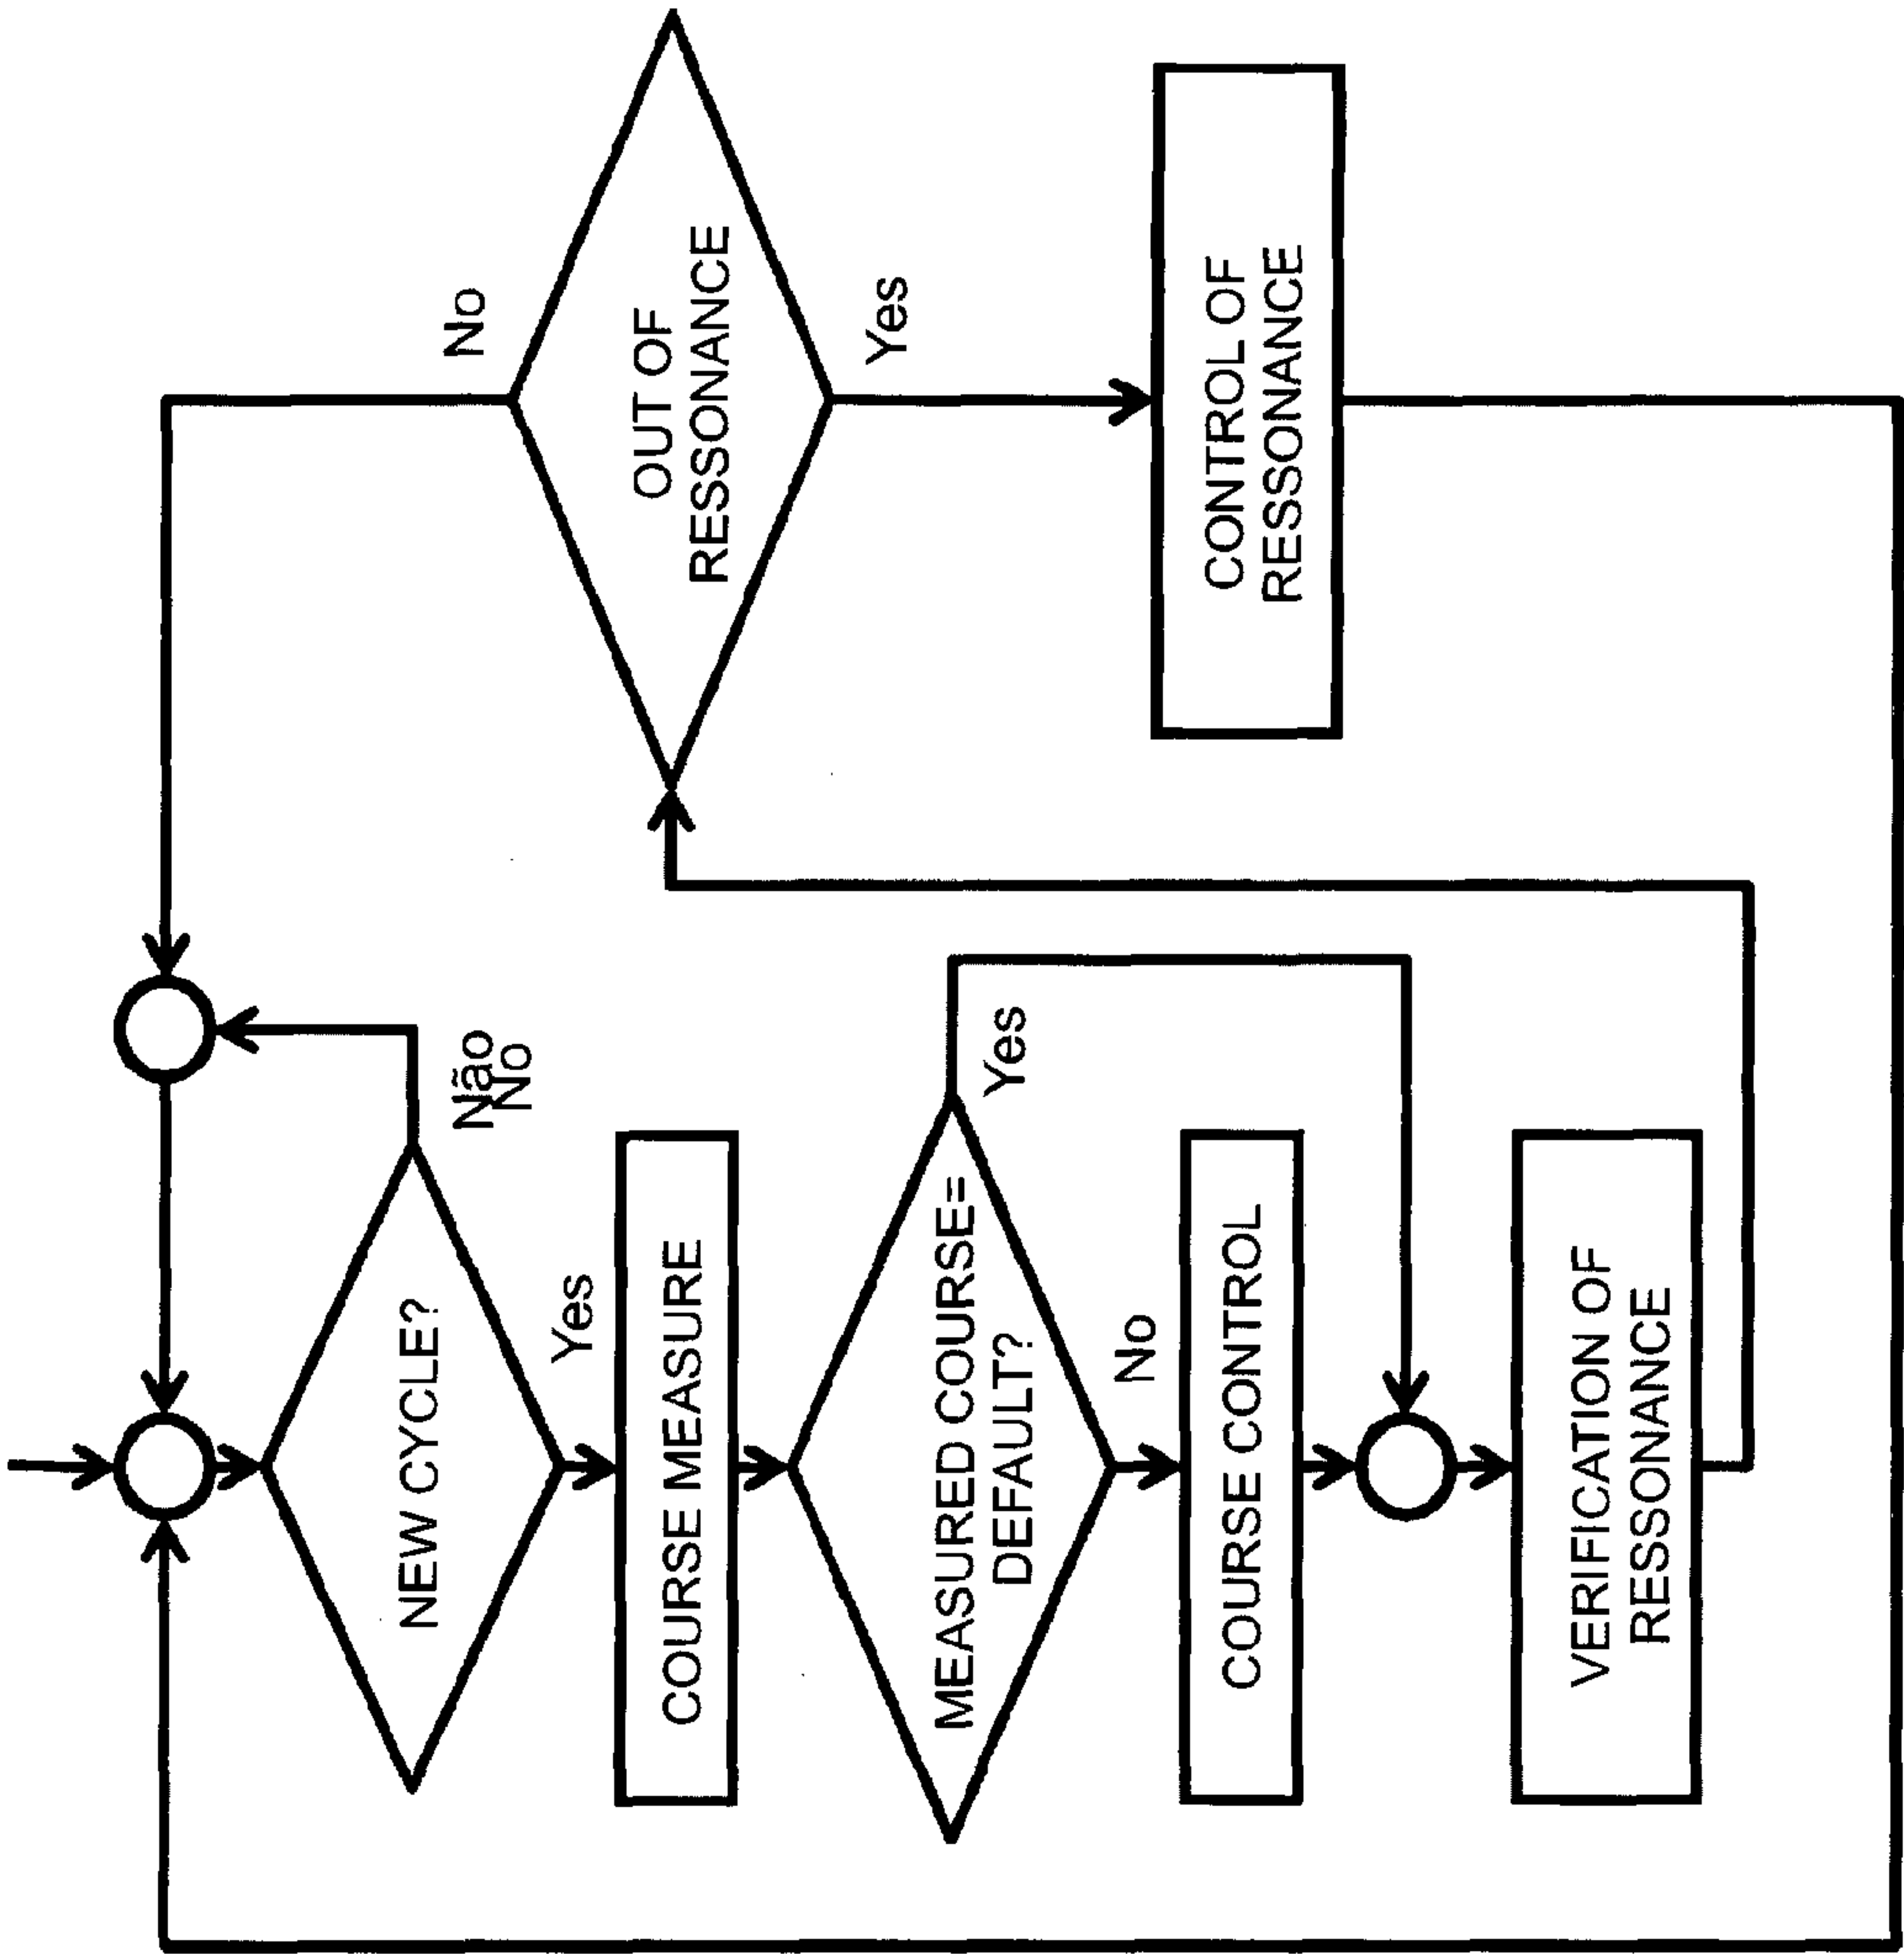 NEW CYCLE?
Não
No
Yes
COURSE MEASURE
MEASURED COURSE=
DEFAULT?
Yes
No
COURSE CONTROL
VERIFICATION OF
RESSONANCE
No
OUT OF
RESSONANCE
Yes
CONTROL OF
RESSONANCE